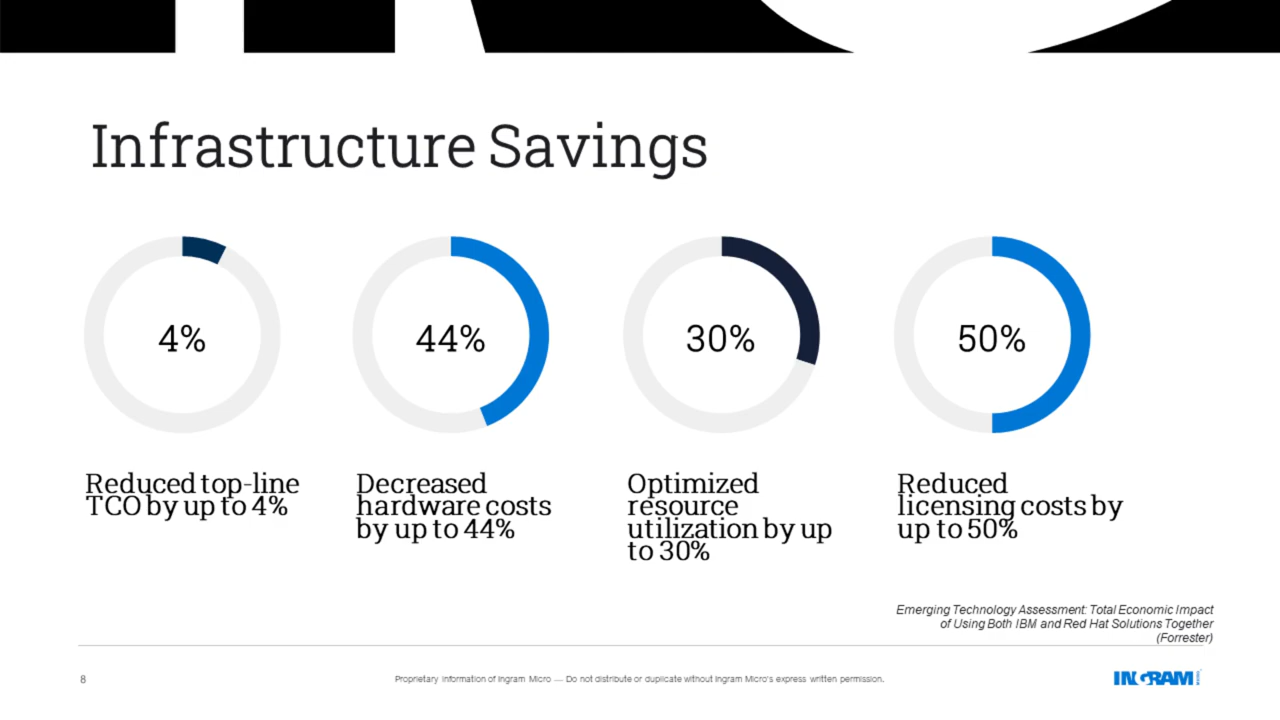 Infrastructure Savings
4%
44%
30%
50%
Reduced top-line
TCO by up to 4%
Decreased
hardware costs
by up to 44%
Optimized
resource
utilization by up
to 30%
Reduced
licensing costs by
up to 50%
Emerging Technology Assessment: Total Economic Impact
of Using Both IBM and Red Hat Solutions Together
(Forrester)
8
Proprietary information of Ingram Micro — Do not distribute or duplicate without Ingram Micro's express written permission.
INGRAM